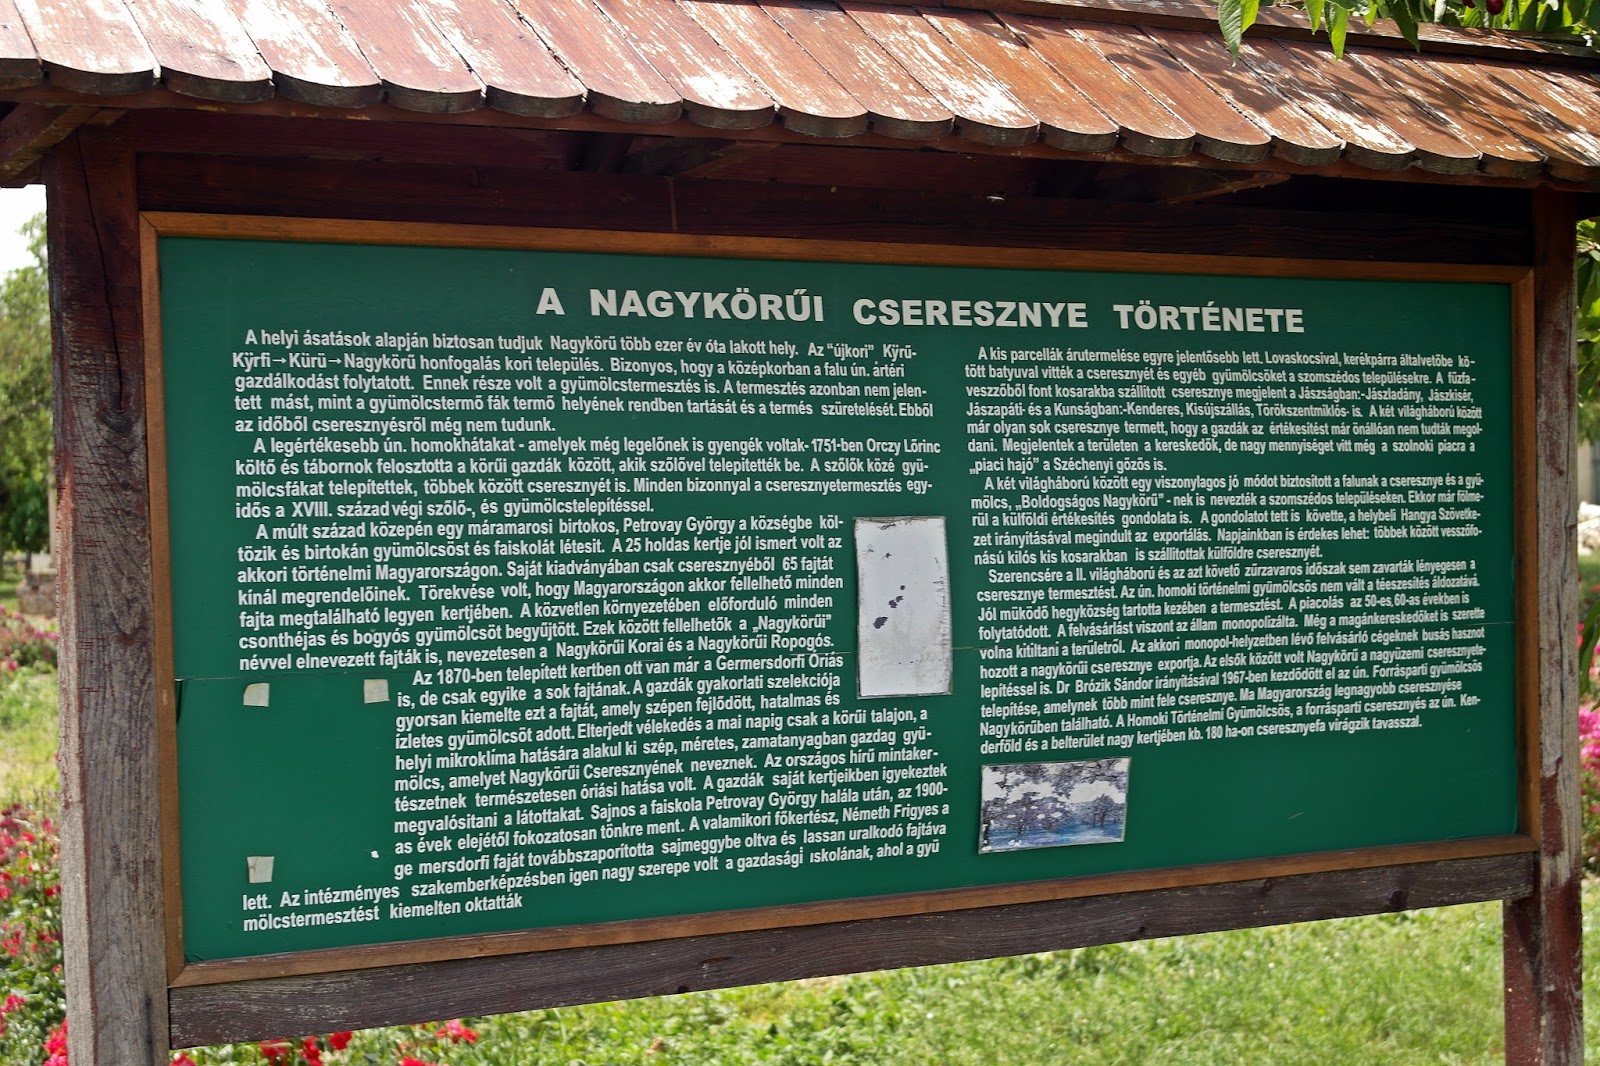 A NAGYKÖRŰI CSERESZNYE TÖRTÉNETE
A helyi ásatások alapján biztosan tudjuk Nagykörű több ezer év óta lakott hely. Az "újkori" Kÿrű-
Kÿrfi→Kürü→Nagykörű honfogalás kori település. Bizonyos, hogy a középkorban a falu ún. ártéri
gazdálkodást folytatott. Ennek része volt a gyümölcstermesztés is. A termesztés azonban nem jelen-
tett mást, mint a gyümölcstermő fák termő helyének rendben tartását és a termés szüretelését. Ebből
az időből cseresznyésről még nem tudunk.
A legértékesebb ún. homokhátakat - amelyek még legelőnek is gyengék voltak- 1751-ben Orczy Lőrinc
költő és tábornok felosztotta a körűi gazdák között, akik szőlővel telepitették be. A szőlők közé gyü-
mölcsfákat telepítettek, többek között cseresznyét is. Minden bizonnyal a cseresznyetermesztés egy-
idős a XVIII. század végi szőlő-, és gyümölcstelepítéssel.
A múlt század közepén egy máramarosi birtokos, Petrovay György a községbe köl-
tözik és birtokán gyümölcsöst és faiskolát létesit. A 25 holdas kertje jól ismert volt az
akkori történelmi Magyarországon. Saját kiadványában csak cseresznyéből 65 fajtát
kínál megrendelőinek. Törekvése volt, hogy Magyarországon akkor fellelhető minden
fajta megtalálható legyen kertjében. A közvetlen környezetében előforduló minden
csonthéjas és bogyós gyümölcsöt begyűjtött. Ezek között fellelhetők a „Nagykörűi”
névvel elnevezett fajták is, nevezetesen a Nagykörűi Korai és a Nagykörűi Ropogós.
Az 1870-ben telepített kertben ott van már a Germersdorfi Óriás
is, de csak egyike a sok fajtának. A gazdák gyakorlati szelekciója
gyorsan kiemelte ezt a fajtát, amely szépen fejlődött, hatalmas és
ízletes gyümölcsöt adott. Elterjedt vélekedés a mai napig csak a körűi talajon, a
helyi mikroklíma hatására alakul ki szép, méretes, zamatanyagban gazdag gyü-
mölcs, amelyet Nagykörűi Cseresznyének neveznek. Az országos hírű mintaker-
tészetnek természetesen óriási hatása volt. A gazdák saját kertjeikben igyekeztek
megvalósítani a látottakat. Sajnos a faiskola Petrovay György halála után, az 1900-
as évek elejétől fokozatosan tönkre ment. A valamikori főkertész, Németh Frigyes a
ge mersdorfi faját továbbszaporította sajmeggybe oltva és lassan uralkodó fajtáva
lett. Az intézményes szakemberképzésben igen nagy szerepe volt a gazdasági iskolának, ahol a gyü
mölcstermesztést kiemelten oktatták
A kis parcellák árutermelése egyre jelentősebb lett. Lovaskocsival, kerékpárra általvetőbe kö-
tött batyuval vitték a cseresznyét és egyéb gyümölcsöket a szomszédos településekre. A fűzfa-
veszszőből font kosarakba szállított cseresznye megjelent a Jászságban:-Jászladány, Jászkisér,
Jászapáti- és a Kunságban:-Kenderes, Kisújszállás, Törökszentmiklós- is. A két világháború között
már olyan sok cseresznye termett, hogy a gazdák az értékesítést már önállóan nem tudták megol-
dani. Megjelentek a területen a kereskedők, de nagy mennyiséget vitt még a szolnoki piacra a
„piaci hajó” a Széchenyi gőzös is.
A két világháború között egy viszonylagos jó módot biztosított a falunak a cseresznye és a gyü-
mölcs, „Boldogságos Nagykörű” - nek is nevezték a szomszédos településeken. Ekkor már fölme-
rül a külföldi értékesítés gondolata is. A gondolatot tett is követte, a helybeli Hangya Szövetke-
zet irányításával megindult az exportálás. Napjainkban is érdekes lehet: többek között vesszőfo-
nású kilós kis kosarakban is szállítottak külföldre cseresznyét.
Szerencsére a II. világháború és az azt követő zűrzavaros időszak sem zavarták lényegesen a
cseresznye termesztést. Az ún. homoki történelmi gyümölcsös nem vált a téeszesítés áldozatává.
Jól működő hegyközség tartotta kezében a termesztést. A piacolás az 50-es, 60-as években is
folytatódott. A felvásárlást viszont az állam monopolizálta. Még a magánkereskedőket is szerette
volna kitiltani a területről. Az akkori monopol-helyzetben lévő felvásárló cégeknek busás hasznot
hozott a nagykörűi cseresznye exportja. Az elsők között volt Nagykörű a nagyüzemi cseresznyete-
lepítéssel is. Dr Brózik Sándor irányításával 1967-ben kezdődött el az ún. Forrásparti gyümölcsös
telepítése, amelynek több mint fele cseresznye. Ma Magyarország legnagyobb cseresznyése
Nagykörűben található. A Homoki Történelmi Gyümölcsös, a forrásparti cseresznyés az ún. Ken-
derföld és a belterület nagy kertjében kb. 180 ha-on cseresznyefa virágzik tavasszal.